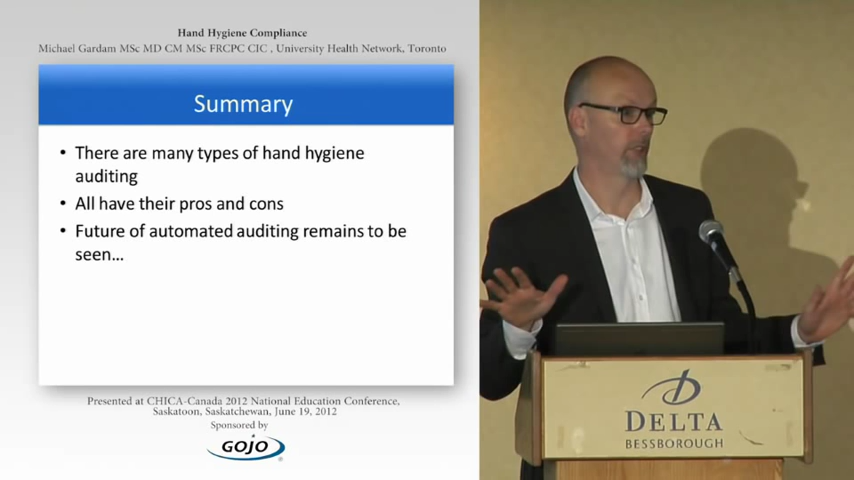 Hand Hygiene Compliance
Michael Gardam MSc MD CM MSc FRCPC CIC , University Health Network, Toronto
Summary
• There are many types of hand hygiene
auditing
• All have their pros and cons
• Future of automated auditing remains to be
seen...
Presented at CHICA-Canada 2012 National Education Conference,
Saskatoon, Saskatchewan, June 19, 2012
Sponsored by
GOJO
DELTA
BESSBOROUGH